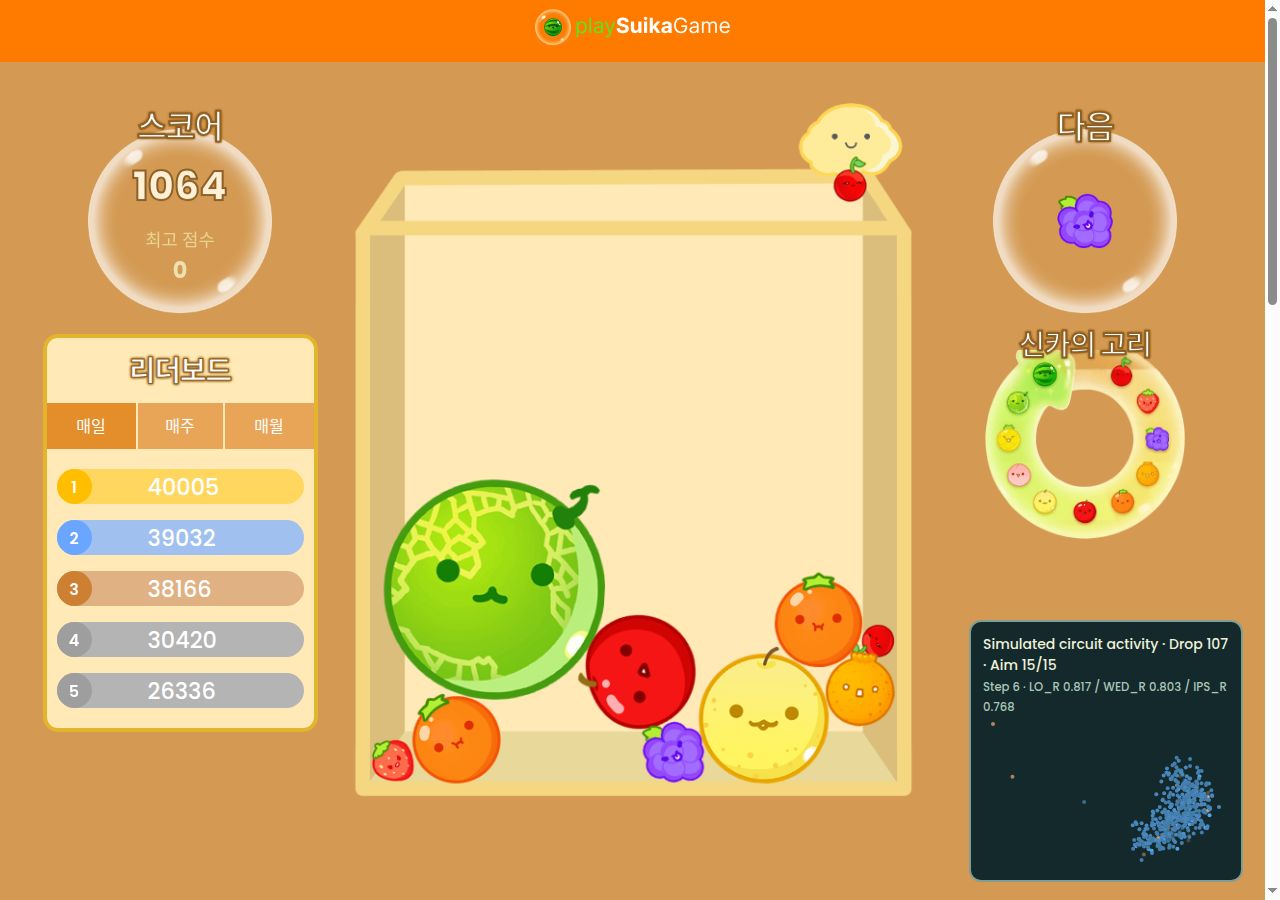 playSuikaGame
스코어
1064
최고 점수
0
리더보드
매일
매주
매월
1
40005
2
39032
3
38166
4
30420
5
26336
다음
신카의 고리
Simulated circuit activity · Drop 107
· Aim 15/15
Step 6 · LO_R 0.817 / WED_R 0.803 / IPS_R
0.768